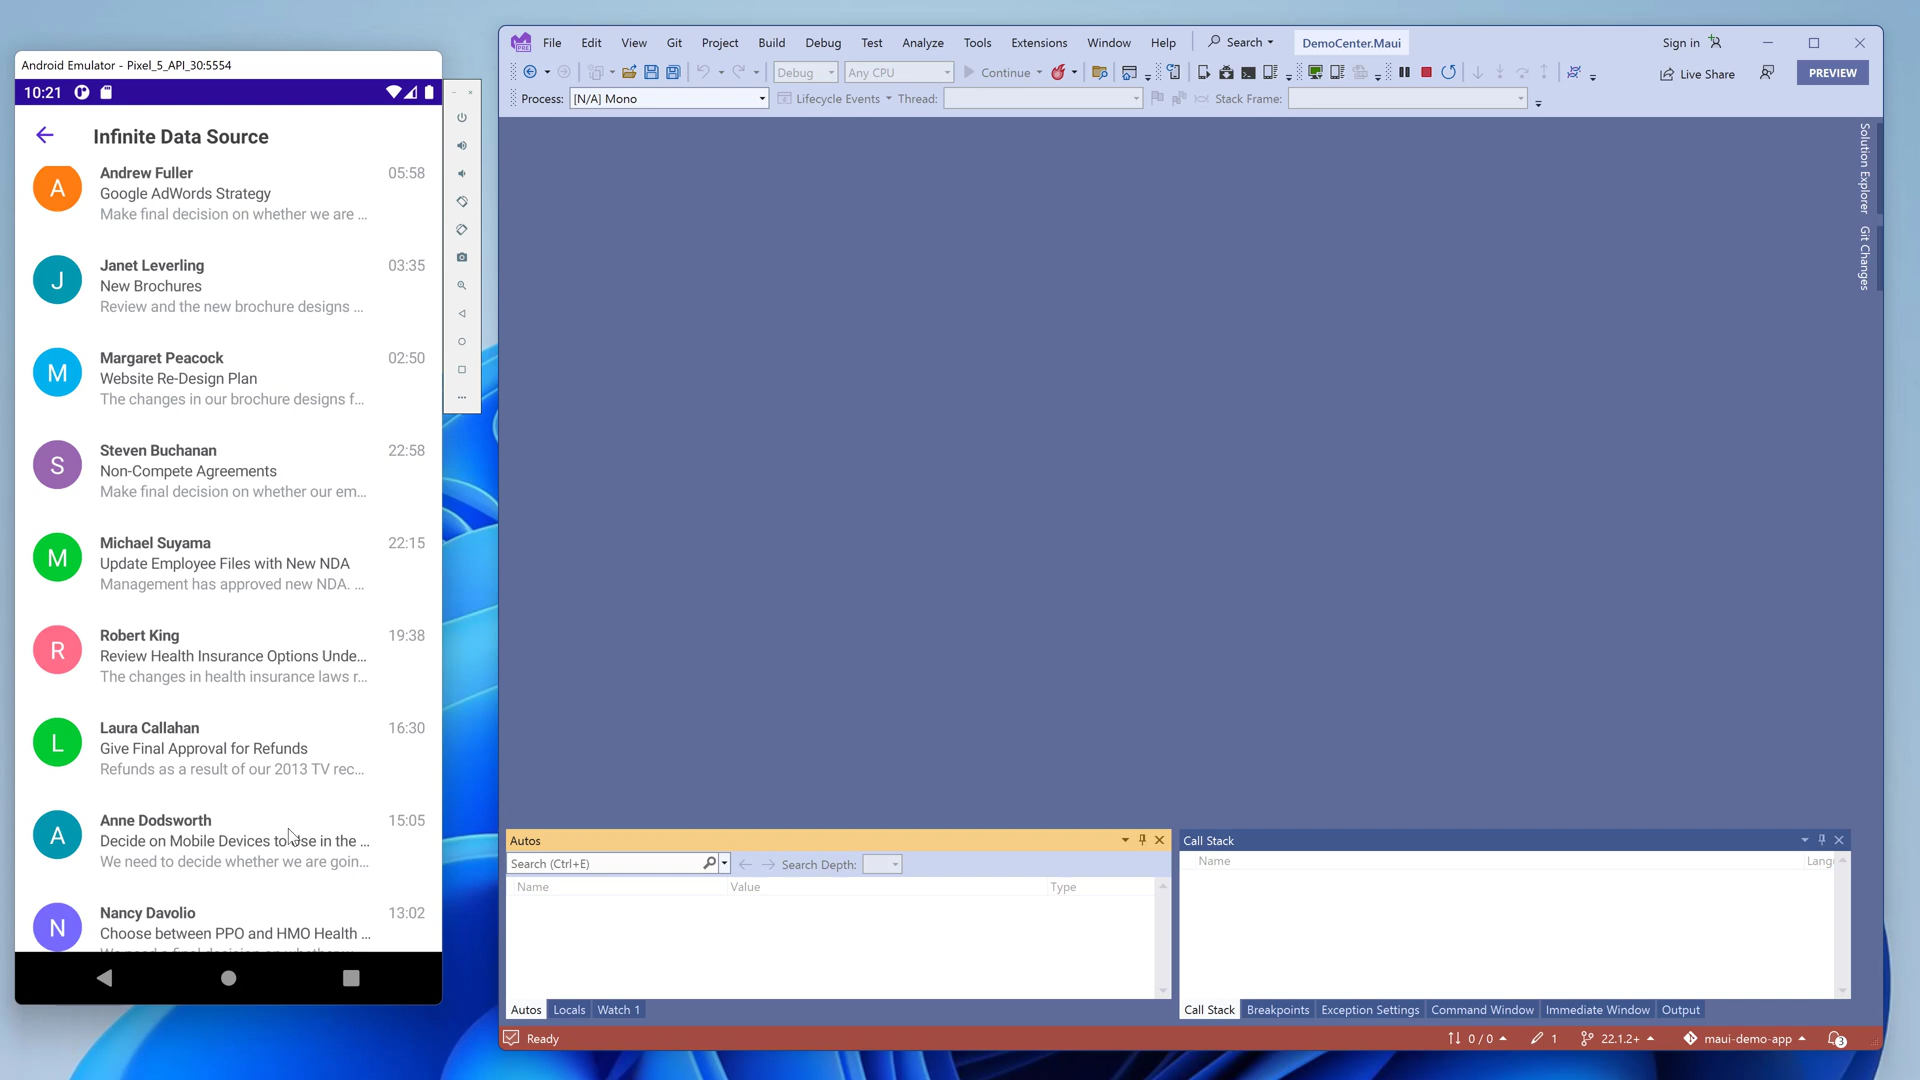 Android Emulator - Pixel_5_API_30:5554
10:21
Infinite Data Source
A
Andrew Fuller
05:58
Google AdWords Strategy
Make final decision on whether we are ...
J
Janet Leverling
03:35
New Brochures
Review and the new brochure designs ...
M
Margaret Peacock
02:50
Website Re-Design Plan
The changes in our brochure designs f...
S
Steven Buchanan
22:58
Non-Compete Agreements
Make final decision on whether our em...
M
Michael Suyama
22:15
Update Employee Files with New NDA
Management has approved new NDA. ...
R
Robert King
19:38
Review Health Insurance Options Unde...
The changes in health insurance laws r...
L
Laura Callahan
16:30
Give Final Approval for Refunds
Refunds as a result of our 2013 TV rec...
A
Anne Dodsworth
15:05
Decide on Mobile Devices to Use in the ...
We need to decide whether we are goin...
N
Nancy Davolio
13:02
Choose between PPO and HMO Health ...
PRE
File Edit View Git Project Build Debug Test Analyze Tools Extensions Window Help Search DemoCenter.Maui Sign in
Debug Any CPU Continue Live Share PREVIEW
Process: [N/A] Mono Lifecycle Events Thread: Stack Frame:
Solution Explorer
Git Changes
Autos
Search (Ctrl+E) Search Depth:
Name Value Type
Autos Locals Watch 1
Call Stack
Name Lang
Call Stack Breakpoints Exception Settings Command Window Immediate Window Output
Ready 0 / 0 1 22.1.2+ maui-demo-app 3